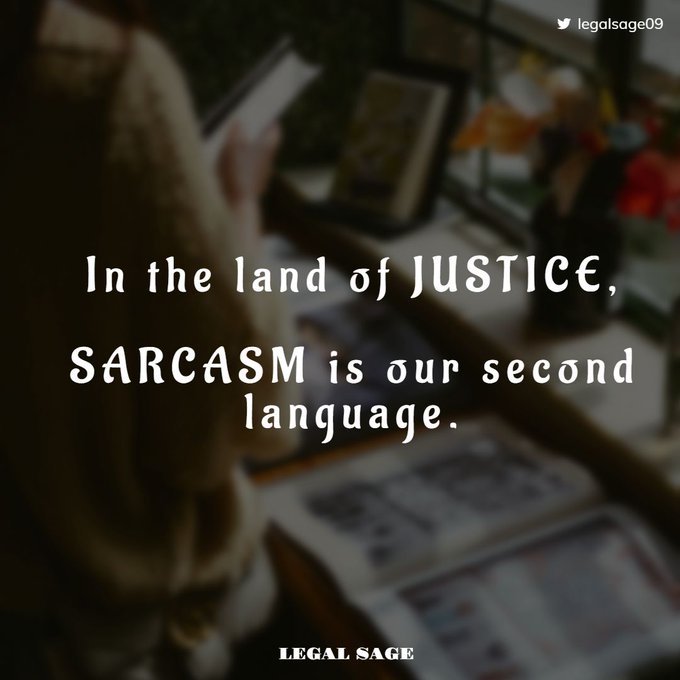 legalsage09
In the land of JUSTICE,
SARCASM is our second
language.
LEGAL SAGE